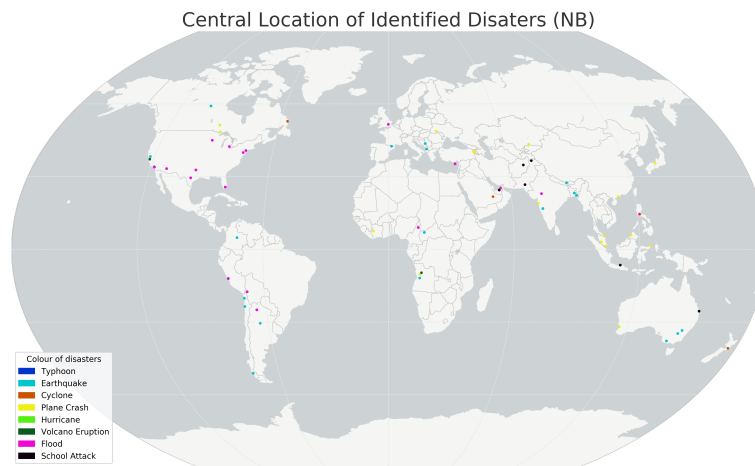 Central Location of Identified Disaters (NB)
Colour of disasters
Typhoon
Earthquake
Cyclone
Plane Crash
Hurricane
Volcano Eruption
Flood
School Attack